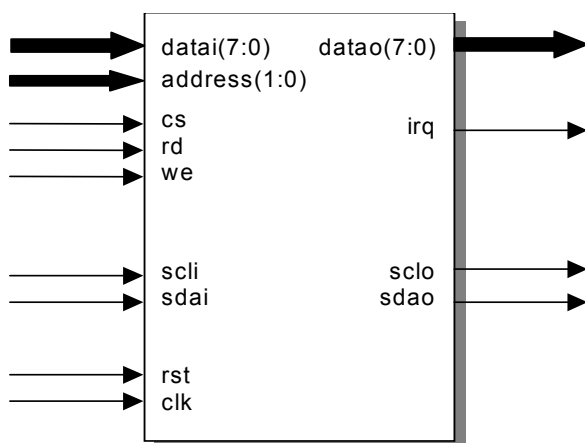 datai(7:0) datao(7:0)
address(1:0)
cs
irq
rd
we
scli sclo
sdai sdao
rst
clk